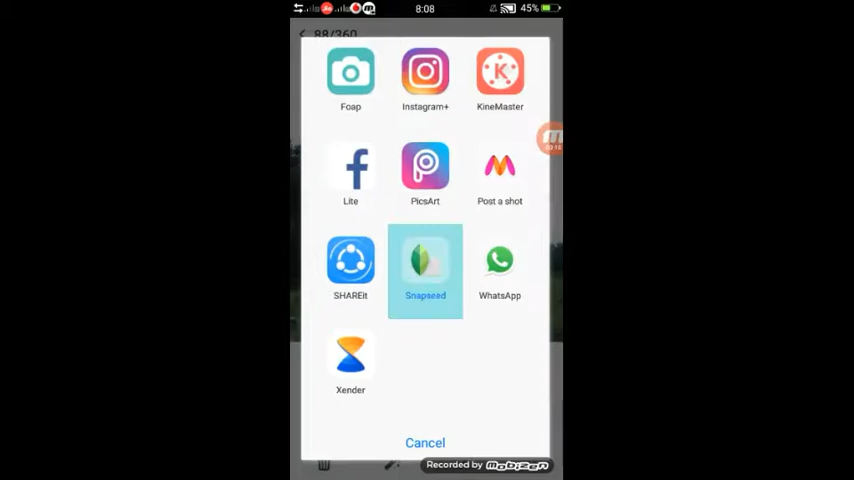 8:08
45%
88/360
Foap
Instagram+
KineMaster
Lite
PicsArt
Post a shot
SHAREit
Snapseed
WhatsApp
Xender
Cancel
Recorded by mobizen